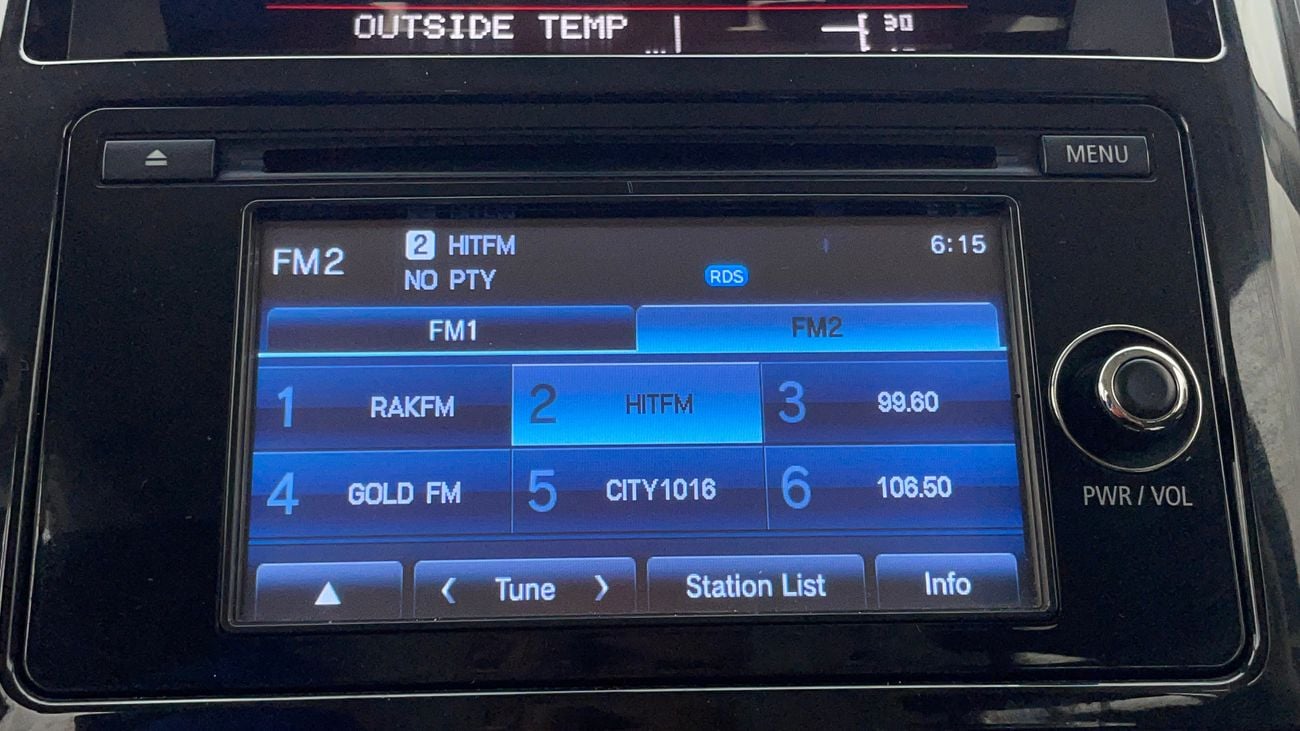 OUTSIDE TEMP
30
MENU
FM2
2 HITFM
6:15
NO PTY
RDS
FM1
FM2
1 RAKFM
2 HITFM
3 99.60
4 GOLD FM
5 CITY1016
6 106.50
Tune
Station List
Info
PWR / VOL